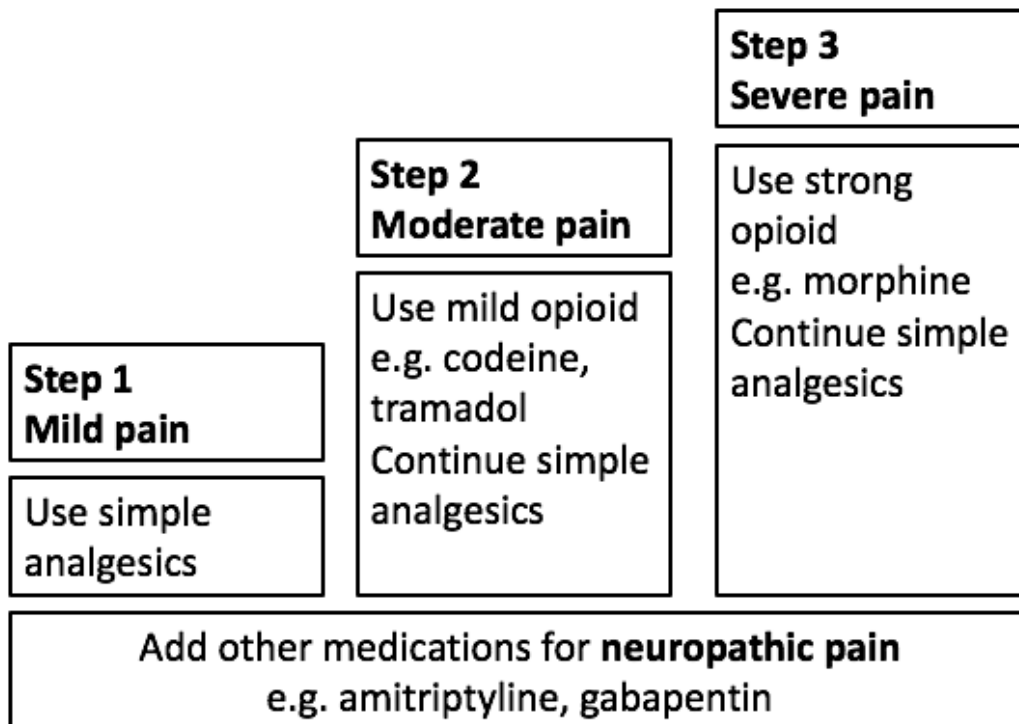 Step 1
Mild pain
Use simple
analgesics
Step 2
Moderate pain
Use mild opioid
e.g. codeine,
tramadol
Continue simple
analgesics
Step 3
Severe pain
Use strong
opioid
e.g. morphine
Continue simple
analgesics
Add other medications for neuropathic pain
e.g. amitriptyline, gabapentin